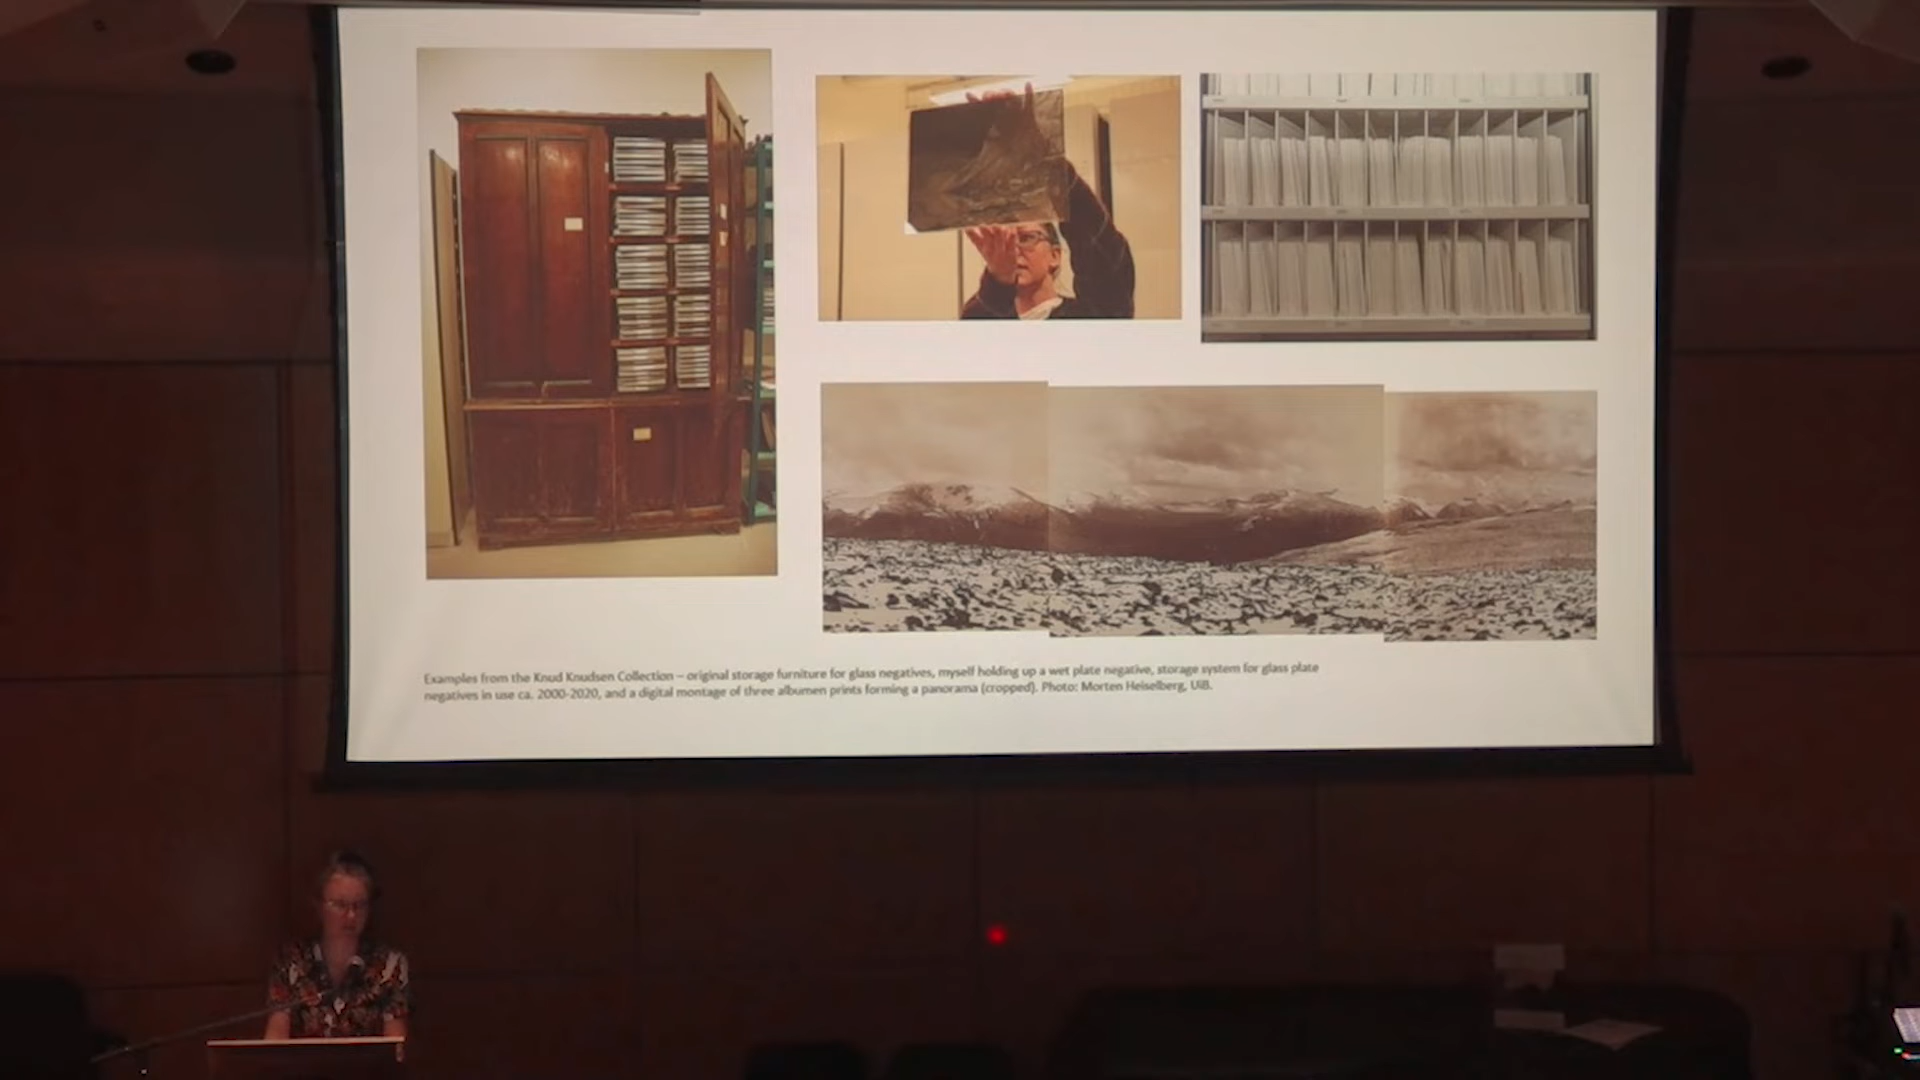 Examples from the Knud Knudsen Collection – original storage furniture for glass negatives, myself holding up a wet plate negative, storage system for glass plate
negatives in use ca. 2000-2020, and a digital montage of three albumen prints forming a panorama (cropped). Photo: Morten Heiselberg, UiB.